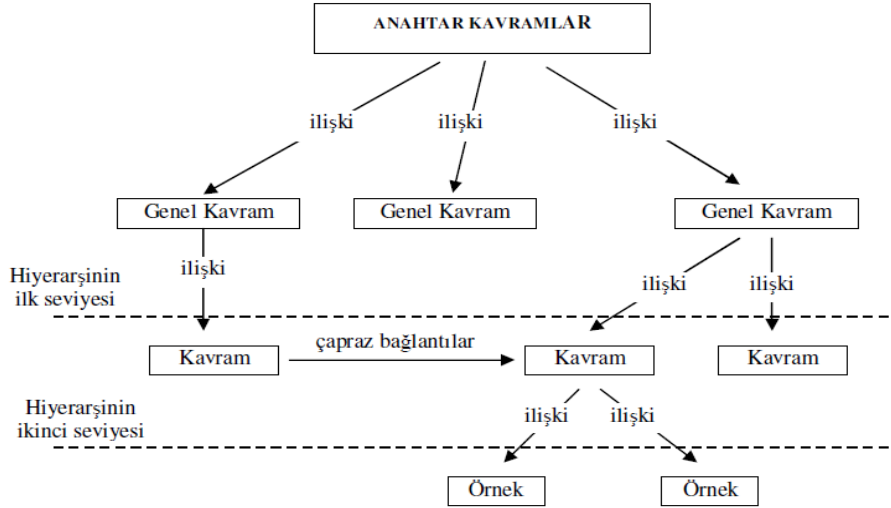 ANAHTAR KAVRAMLAR
ilişki
ilişki
ilişki
Genel Kavram
Genel Kavram
Genel Kavram
Hiyerarşinin
ilk seviyesi
ilişki
ilişki
ilişki
Kavram
çapraz bağlantılar
Kavram
Kavram
Hiyerarşinin
ikinci seviyesi
ilişki
ilişki
Örnek
Örnek